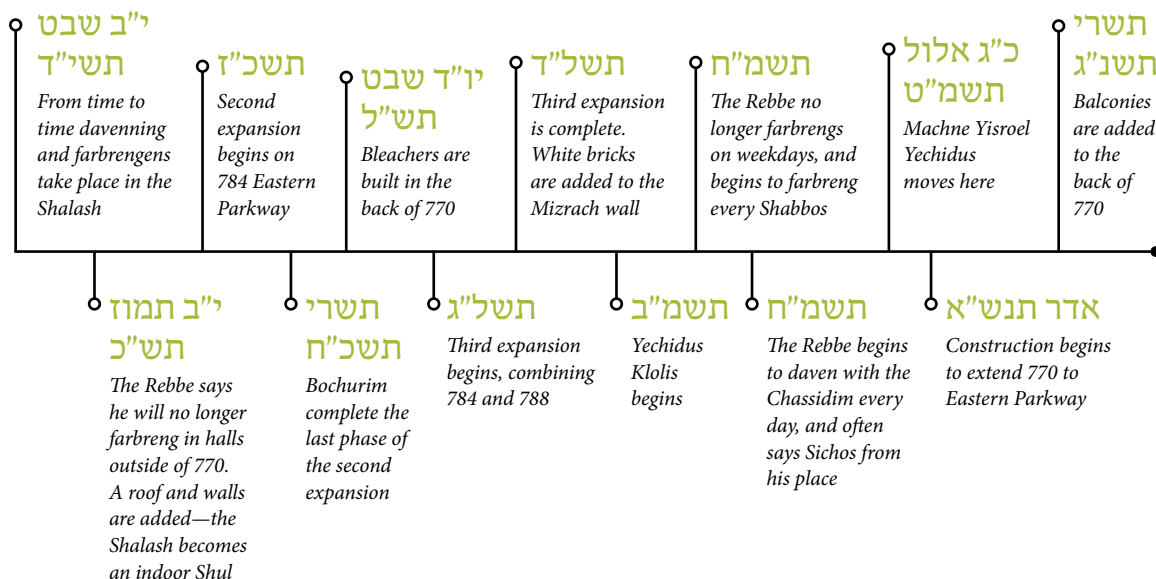 י"ב שבט
תשי"ד
From time to
time davenning
and farbrengens
take place in the
Shalash
י"ב תמוז
תש"כ
The Rebbe says
he will no longer
farbreng in halls
outside of 770.
A roof and walls
are added—the
Shalash becomes
an indoor Shul
תשכ"ז
Second
expansion
begins on
784 Eastern
Parkway
תשרי
תשכ"ח
Bochurim
complete the
last phase of
the second
expansion
יו"ד שבט
תש"ל
Bleachers are
built in the
back of 770
תשל"ג
Third expansion
begins, combining
784 and 788
תשל"ד
Third expansion
is complete.
White bricks
are added to the
Mizrach wall
תשמ"ב
Yechidus
Klolis
begins
תשמ"ח
The Rebbe no
longer farbrengs
on weekdays, and
begins to farbreng
every Shabbos
תשמ"ח
The Rebbe begins
to daven with the
Chassidim every
day, and often
says Sichos from
his place
כ"ג אלול
תשמ"ט
Machne Yisroel
Yechidus
moves here
אדר תנש"א
Construction begins
to extend 770 to
Eastern Parkway
תשרי
תשנ"ג
Balconies
are added
to the
back of
770